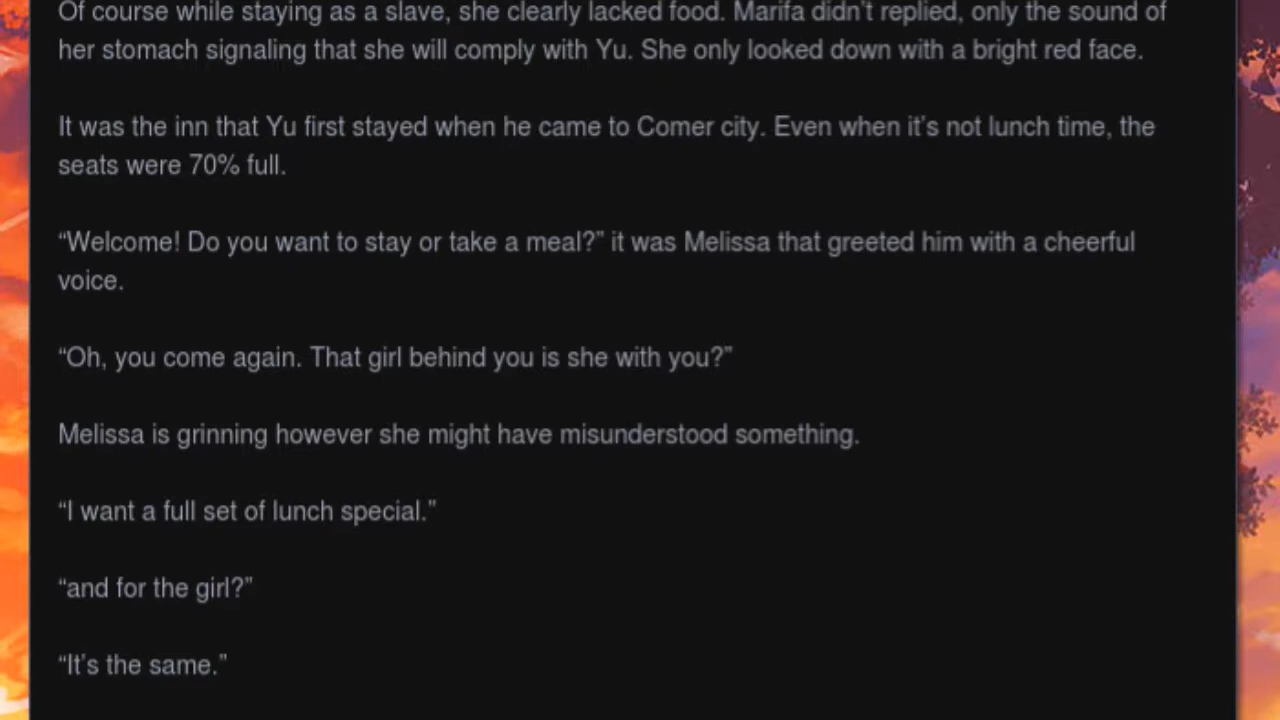 Of course while staying as a slave, she clearly lacked food. Marifa didn’t replied, only the sound of
her stomach signaling that she will comply with Yu. She only looked down with a bright red face.
It was the inn that Yu first stayed when he came to Comer city. Even when it’s not lunch time, the
seats were 70% full.
“Welcome! Do you want to stay or take a meal?” it was Melissa that greeted him with a cheerful
voice.
“Oh, you come again. That girl behind you is she with you?”
Melissa is grinning however she might have misunderstood something.
“I want a full set of lunch special.”
“and for the girl?”
“It’s the same.”